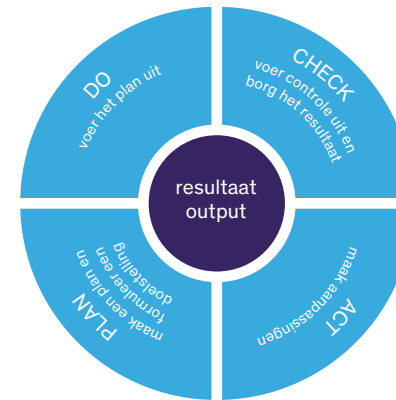 DO
voer het plan uit
CHECK
voer controle uit en
borg het resultaat
resultaat
output
PLAN
maak een plan en
formuleer een
doelstelling
ACT
maak aanpassingen